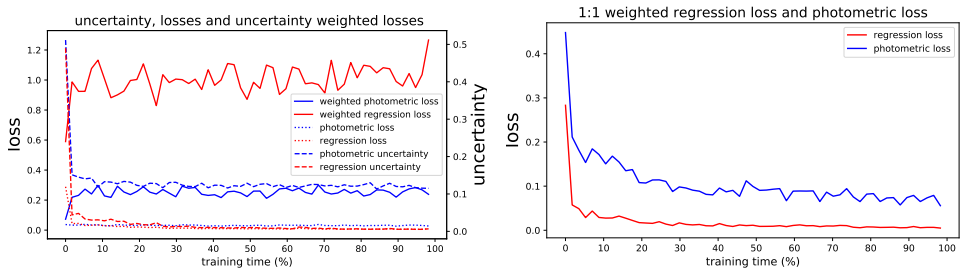 uncertainty, losses and uncertainty weighted losses
loss
1.2
1.0
0.8
0.6
0.4
0.2
0.0
0.5
0.4
0.3
0.2
0.1
0.0
uncertainty
weighted photometric loss
weighted regression loss
photometric loss
regression loss
photometric uncertainty
regression uncertainty
0 10 20 30 40 50 60 70 80 90 100
training time (%)
1:1 weighted regression loss and photometric loss
loss
0.4
0.3
0.2
0.1
0.0
regression loss
photometric loss
0 10 20 30 40 50 60 70 80 90 100
training time (%)